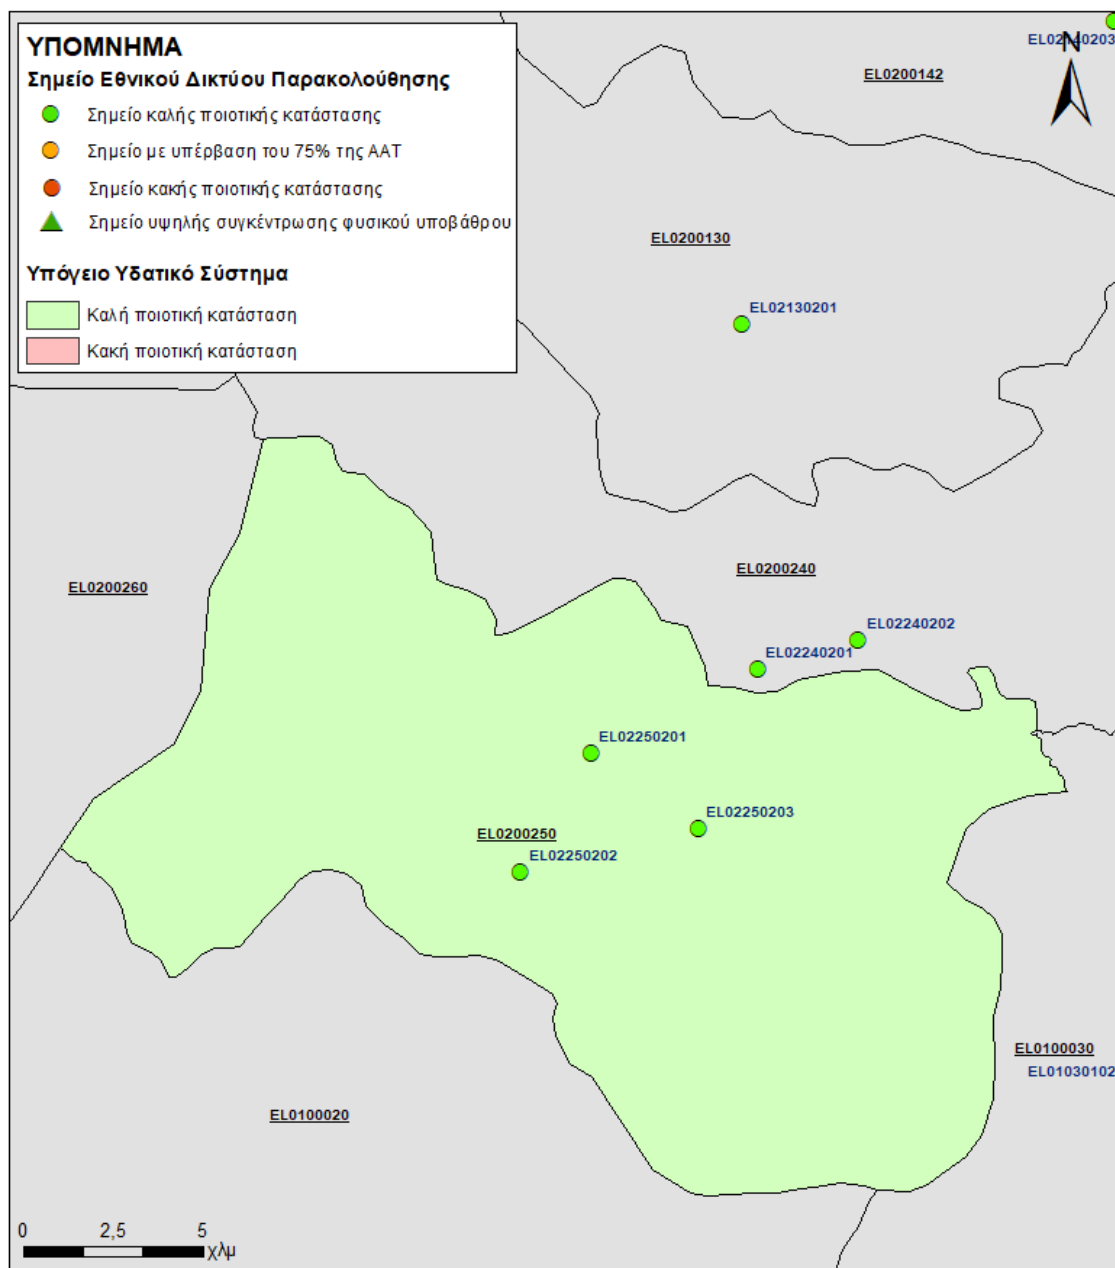 ΥΠΟΜΝΗΜΑ
Σημείο Εθνικού Δικτύου Παρακολούθησης
Σημείο καλής ποιοτικής κατάστασης
Σημείο με υπέρβαση του 75% της ΑΑΤ
Σημείο κακής ποιοτικής κατάστασης
Σημείο υψηλής συγκέντρωσης φυσικού υποβάθρου
Υπόγειο Υδατικό Σύστημα
Καλή ποιοτική κατάσταση
Κακή ποιοτική κατάσταση
N
EL02140203
EL0200142
EL0200130
EL02130201
EL0200240
EL0200260
EL02240202
EL02240201
EL02250201
EL02250203
EL0200250
EL02250202
EL0100030
EL01030102
EL0100020
0 2,5 5
χλμ